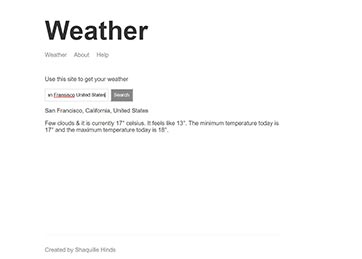 Weather
Weather About Help
Use this site to get your weather
in Fransisco United States Search
San Francisco, California, United States
Few clouds & it is currently 17° celsius. It feels like 13°. The minimum temperature today is
17° and the maximum temperature today is 18°.
Created by Shaquille Hinds